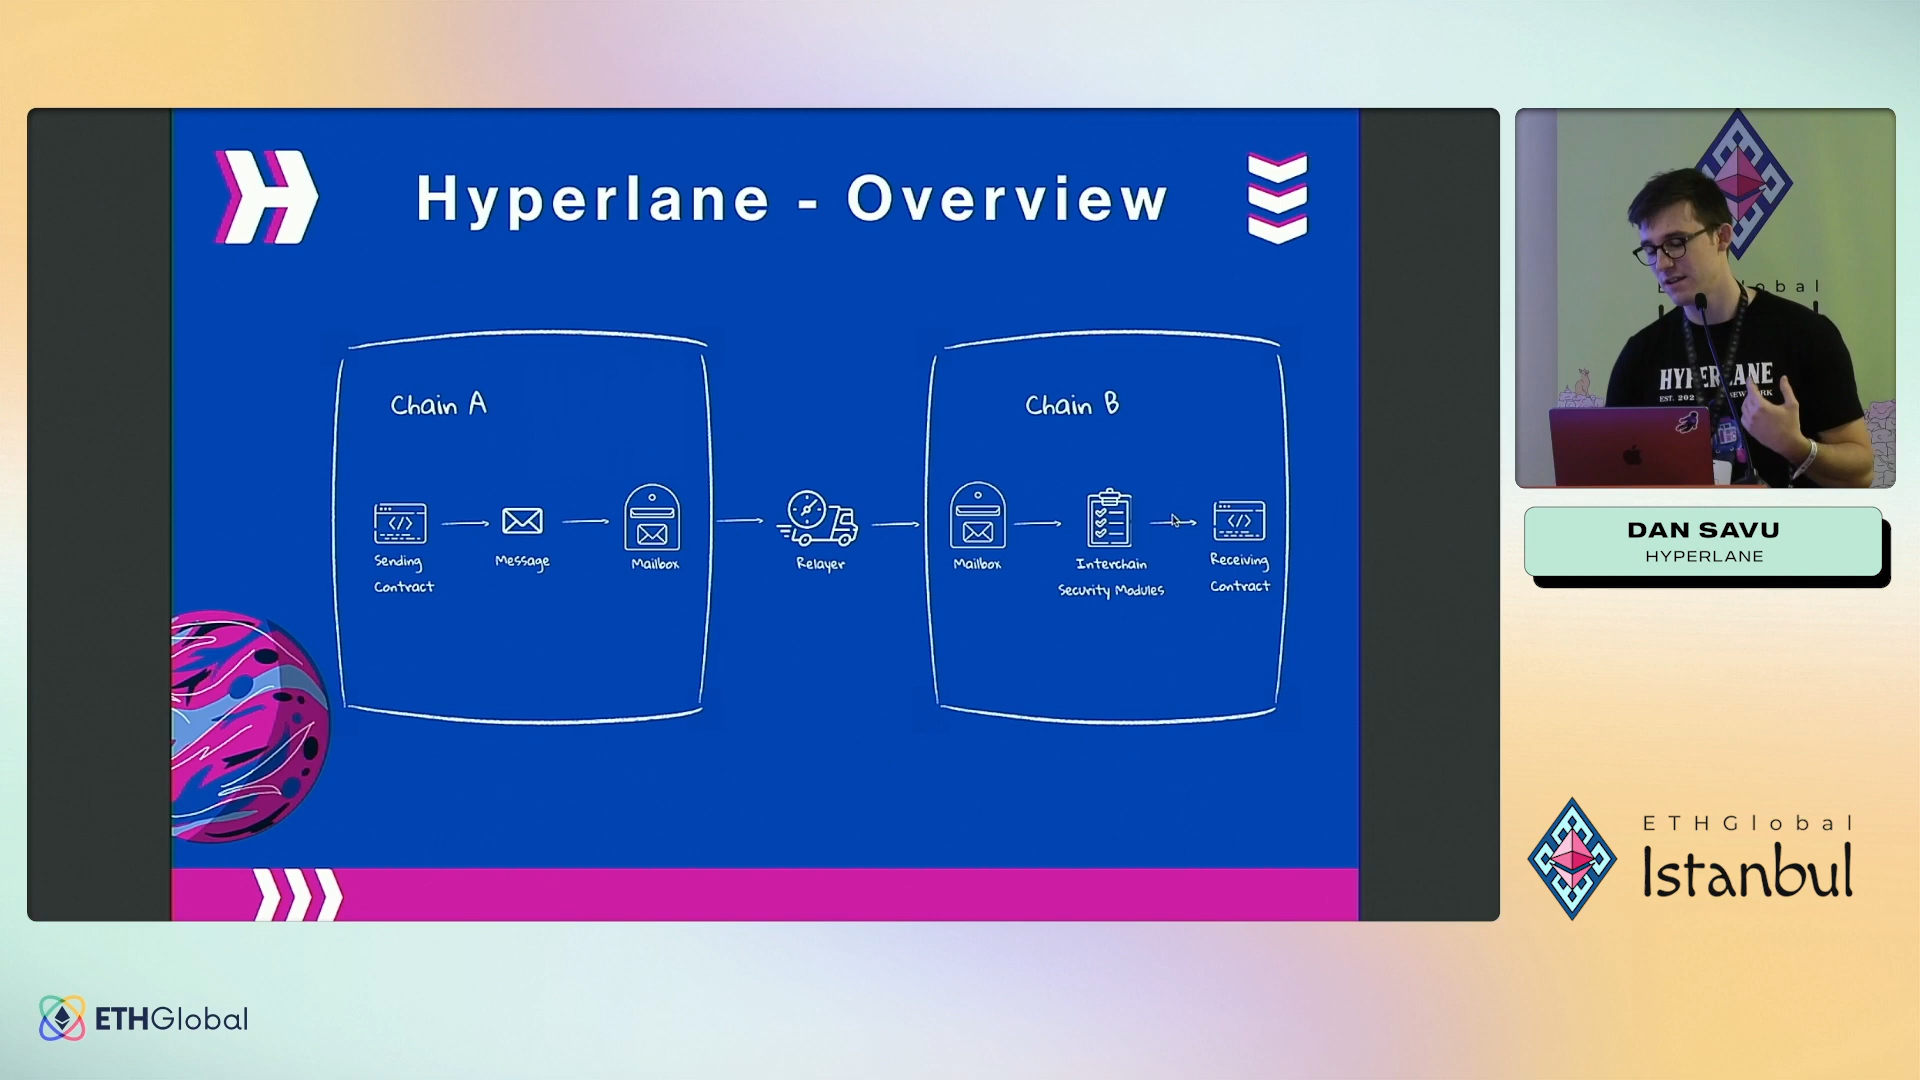 Hyperlane - Overview
Chain A
Sending
Contract
Message
Mailbox
Relayer
Chain B
Mailbox
Interchain
Security Modules
Receiving
Contract
HYPERLANE
DAN SAVU
HYPERLANE
ETHGlobal
Istanbul
ETHGlobal